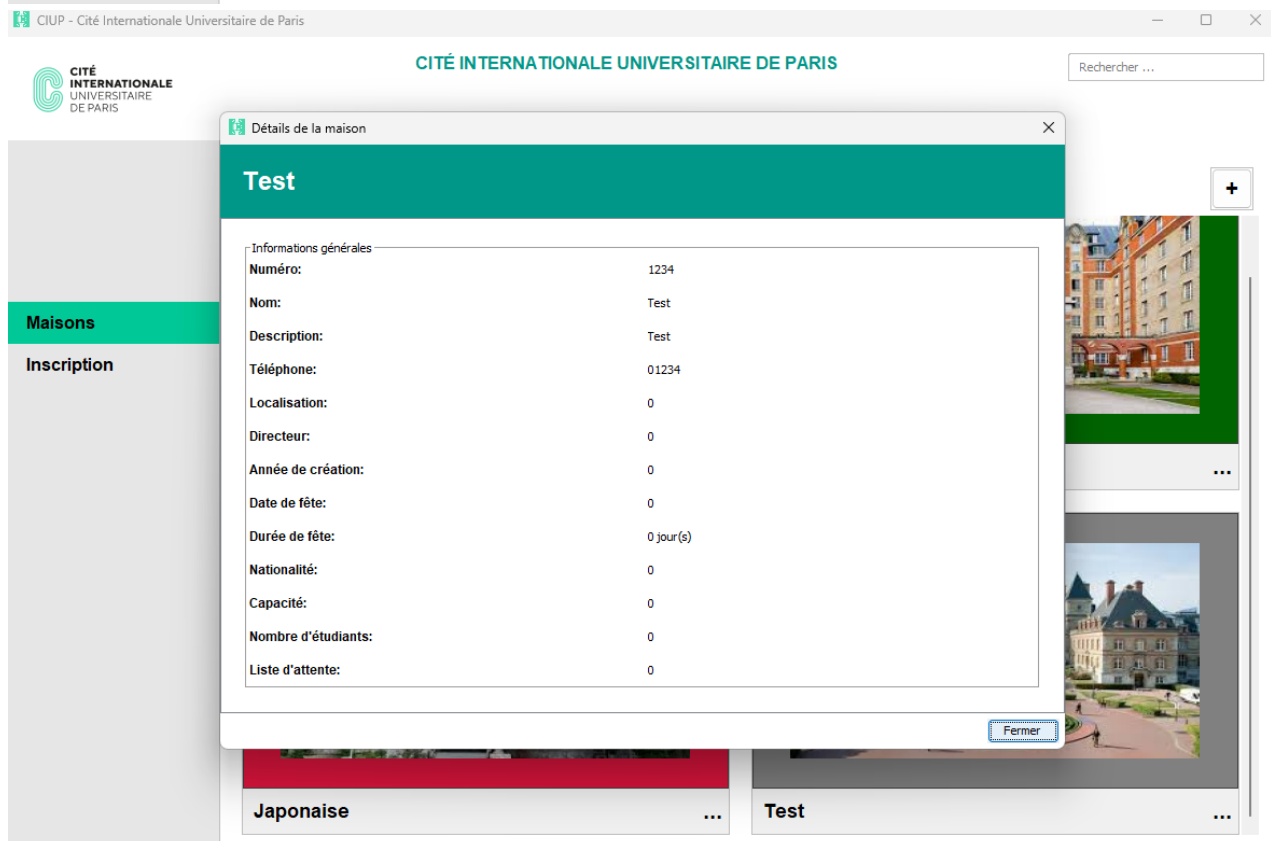 CIUP - Cité Internationale Universitaire de Paris
CITÉ
INTERNATIONALE
UNIVERSITAIRE
DE PARIS
CITÉ INTERNATIONALE UNIVERSITAIRE DE PARIS
Rechercher ...
Détails de la maison
Test
+
Maisons
Inscription
Informations générales
Numéro: 1234
Nom: Test
Description: Test
Téléphone: 01234
Localisation: 0
Directeur: 0
Année de création: 0
Date de fête: 0
Durée de fête: 0 jour(s)
Nationalité: 0
Capacité: 0
Nombre d'étudiants: 0
Liste d'attente: 0
...
Fermer
Japonaise ...
Test ...